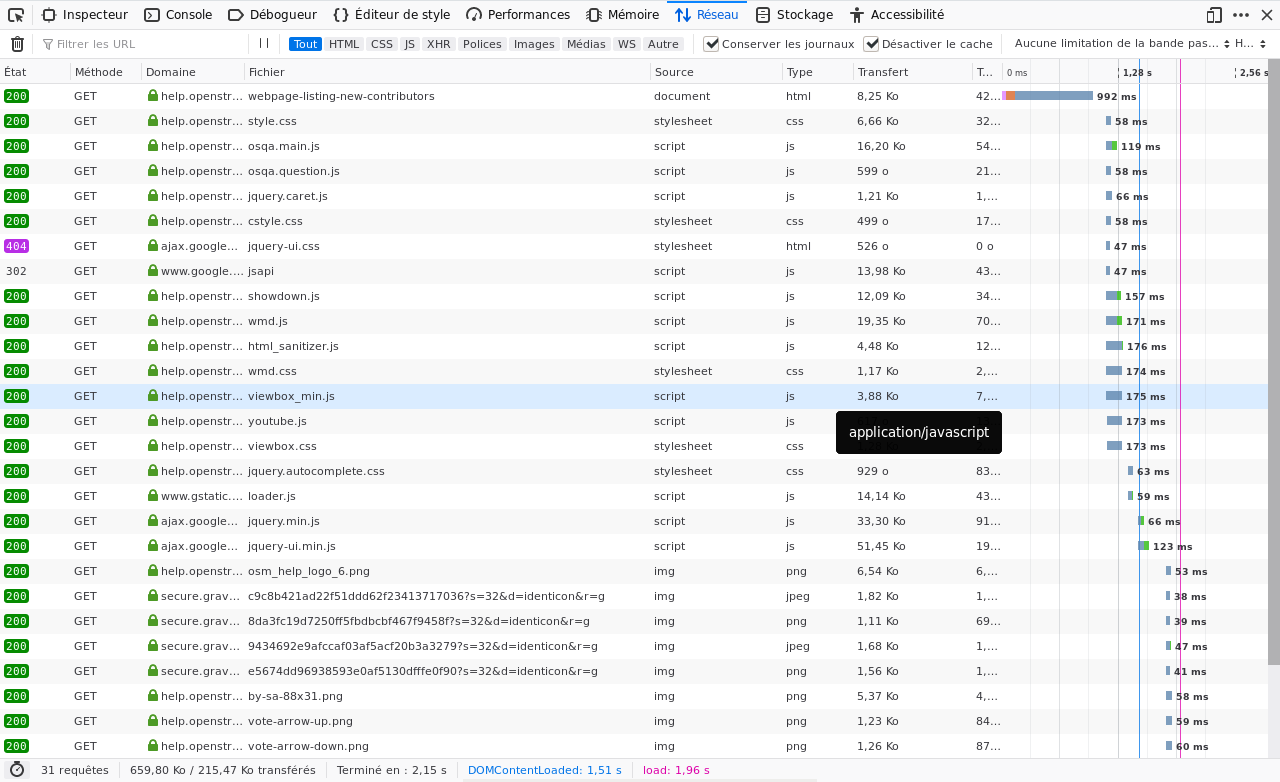 Inspecteur Console Débogueur Éditeur de style Performances Mémoire Réseau Stockage Accessibilité
Filtrer les URL Tout HTML CSS JS XHR Polices Images Médias WS Autre Conserver les journaux Désactiver le cache Aucune limitation de la bande pas… H…
État Méthode Domaine Fichier Source Type Transfert T… 0 ms 1,28 s 2,56 s
200 GET help.openstr… webpage-listing-new-contributors document html 8,25 Ko 42… 992 ms
200 GET help.openstr… style.css stylesheet css 6,66 Ko 32… 58 ms
200 GET help.openstr… osqa.main.js script js 16,20 Ko 54… 119 ms
200 GET help.openstr… osqa.question.js script js 599 o 21… 58 ms
200 GET help.openstr… jquery.caret.js script js 1,21 Ko 1,… 66 ms
200 GET help.openstr… cstyle.css stylesheet css 499 o 17… 58 ms
404 GET ajax.google… jquery-ui.css stylesheet html 526 o 0 o 47 ms
302 GET www.google.… jsapi script js 13,98 Ko 43… 47 ms
200 GET help.openstr… showdown.js script js 12,09 Ko 34… 157 ms
200 GET help.openstr… wmd.js script js 19,35 Ko 70… 171 ms
200 GET help.openstr… html_sanitizer.js script js 4,48 Ko 12… 176 ms
200 GET help.openstr… wmd.css stylesheet css 1,17 Ko 2,… 174 ms
200 GET help.openstr… viewbox_min.js script js 3,88 Ko 7,… 175 ms
200 GET help.openstr… youtube.js script js 173 ms
application/javascript
200 GET help.openstr… viewbox.css stylesheet css 173 ms
200 GET help.openstr… jquery.autocomplete.css stylesheet css 929 o 83… 63 ms
200 GET www.gstatic.… loader.js script js 14,14 Ko 43… 59 ms
200 GET ajax.google… jquery.min.js script js 33,30 Ko 91… 66 ms
200 GET ajax.google… jquery-ui.min.js script js 51,45 Ko 19… 123 ms
200 GET help.openstr… osm_help_logo_6.png img png 6,54 Ko 6,… 53 ms
200 GET secure.grav… c9c8b421ad22f51ddd62f23413717036?s=32&d=identicon&r=g img jpeg 1,82 Ko 1,… 38 ms
200 GET secure.grav… 8da3fc19d7250ff5fbdbcbf467f9458f?s=32&d=identicon&r=g img png 1,11 Ko 69… 39 ms
200 GET secure.grav… 9434692e9afccaf03af5acf20b3a3279?s=32&d=identicon&r=g img jpeg 1,68 Ko 1,… 47 ms
200 GET secure.grav… e5674dd96938593e0af5130dfffe0f90?s=32&d=identicon&r=g img png 1,56 Ko 1,… 41 ms
200 GET help.openstr… by-sa-88x31.png img png 5,37 Ko 4,… 58 ms
200 GET help.openstr… vote-arrow-up.png img png 1,23 Ko 84… 59 ms
200 GET help.openstr… vote-arrow-down.png img png 1,26 Ko 87… 60 ms
31 requêtes 659,80 Ko / 215,47 Ko transférés Terminé en : 2,15 s DOMContentLoaded: 1,51 s load: 1,96 s